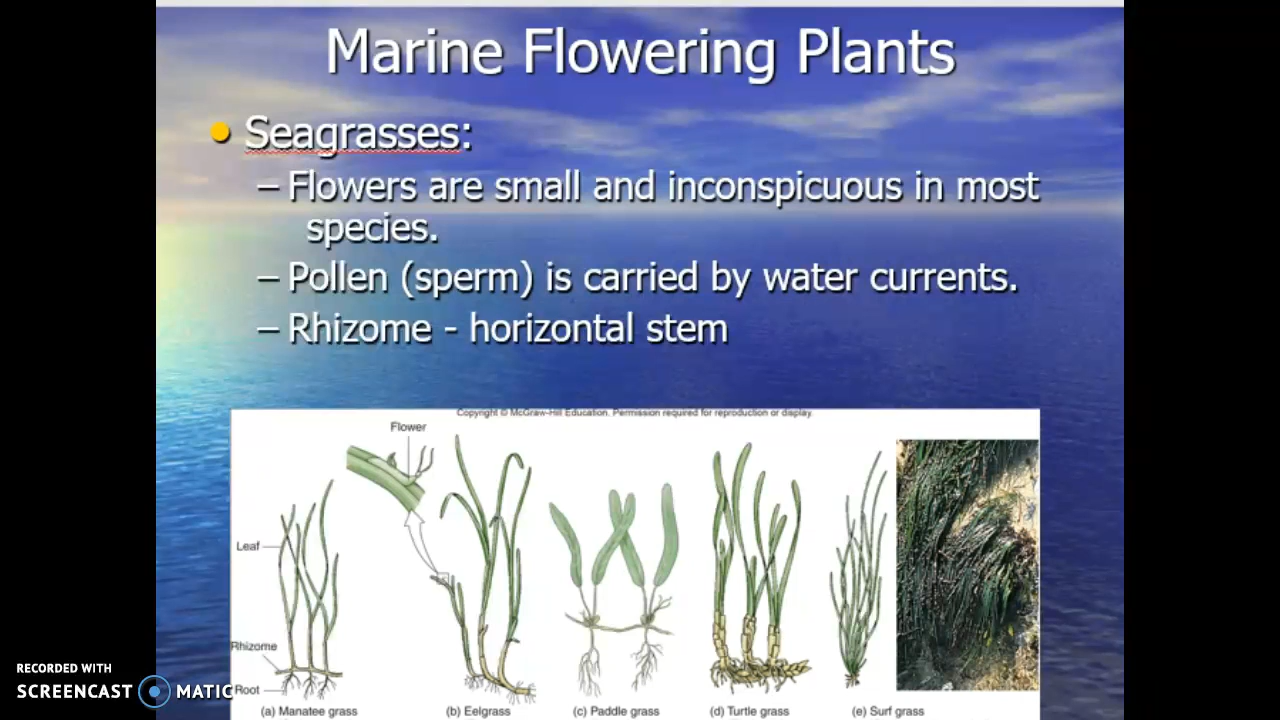 Marine Flowering Plants
Seagrasses:
– Flowers are small and inconspicuous in most
species.
– Pollen (sperm) is carried by water currents.
– Rhizome - horizontal stem
Copyright © McGraw-Hill Education. Permission required for reproduction or display.
Flower
Leaf
Rhizome
Root
(a) Manatee grass (b) Eelgrass (c) Paddle grass (d) Turtle grass (e) Surf grass
RECORDED WITH
SCREENCAST MATIC